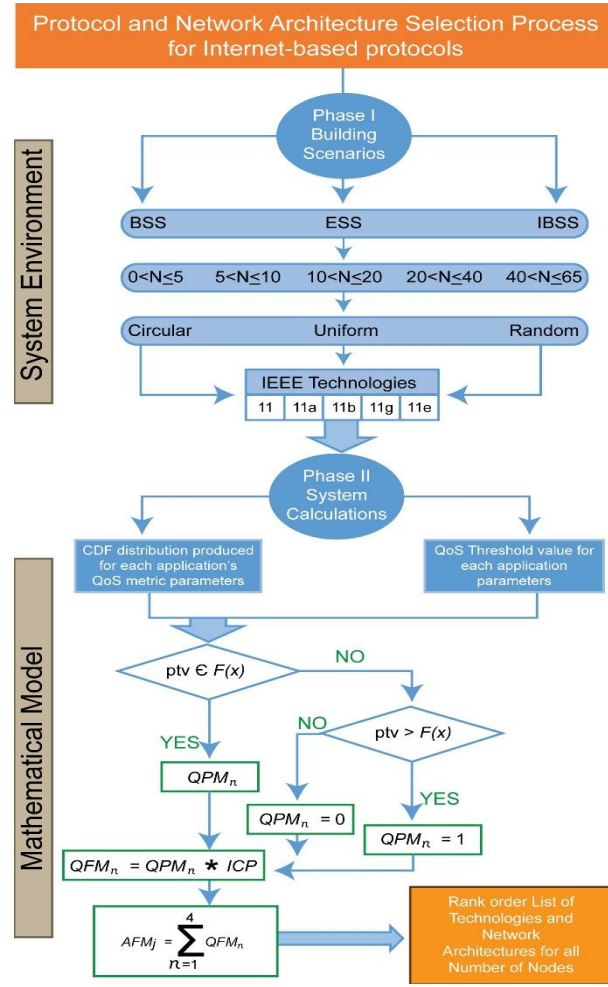 Protocol and Network Architecture Selection Process
for Internet-based protocols
System Environment
Phase I
Building
Scenarios
BSS ESS IBSS
0<N≤5 5<N≤10 10<N≤20 20<N≤40 40<N≤65
Circular Uniform Random
IEEE Technologies
11 11a 11b 11g 11e
Phase II
System
Calculations
Mathematical Model
CDF distribution produced
for each application's
QoS metric parameters
QoS Threshold value for
each application
parameters
ptv Є F(x)
NO
ptv > F(x)
NO
YES
QPMₙ
YES
QPMₙ = 0
QPMₙ = 1
QFMₙ = QPMₙ * ICP
AFMⱼ = ∑ QFMₙ
4
n=1
Rank order List of
Technologies and
Network
Architectures for all
Number of Nodes